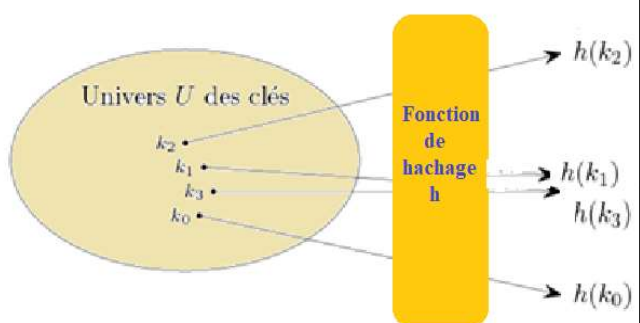 Univers U des clés
k₂
k₁
k₃
k₀
Fonction
de
hachage
h
h(k₂)
h(k₁)
h(k₃)
h(k₀)